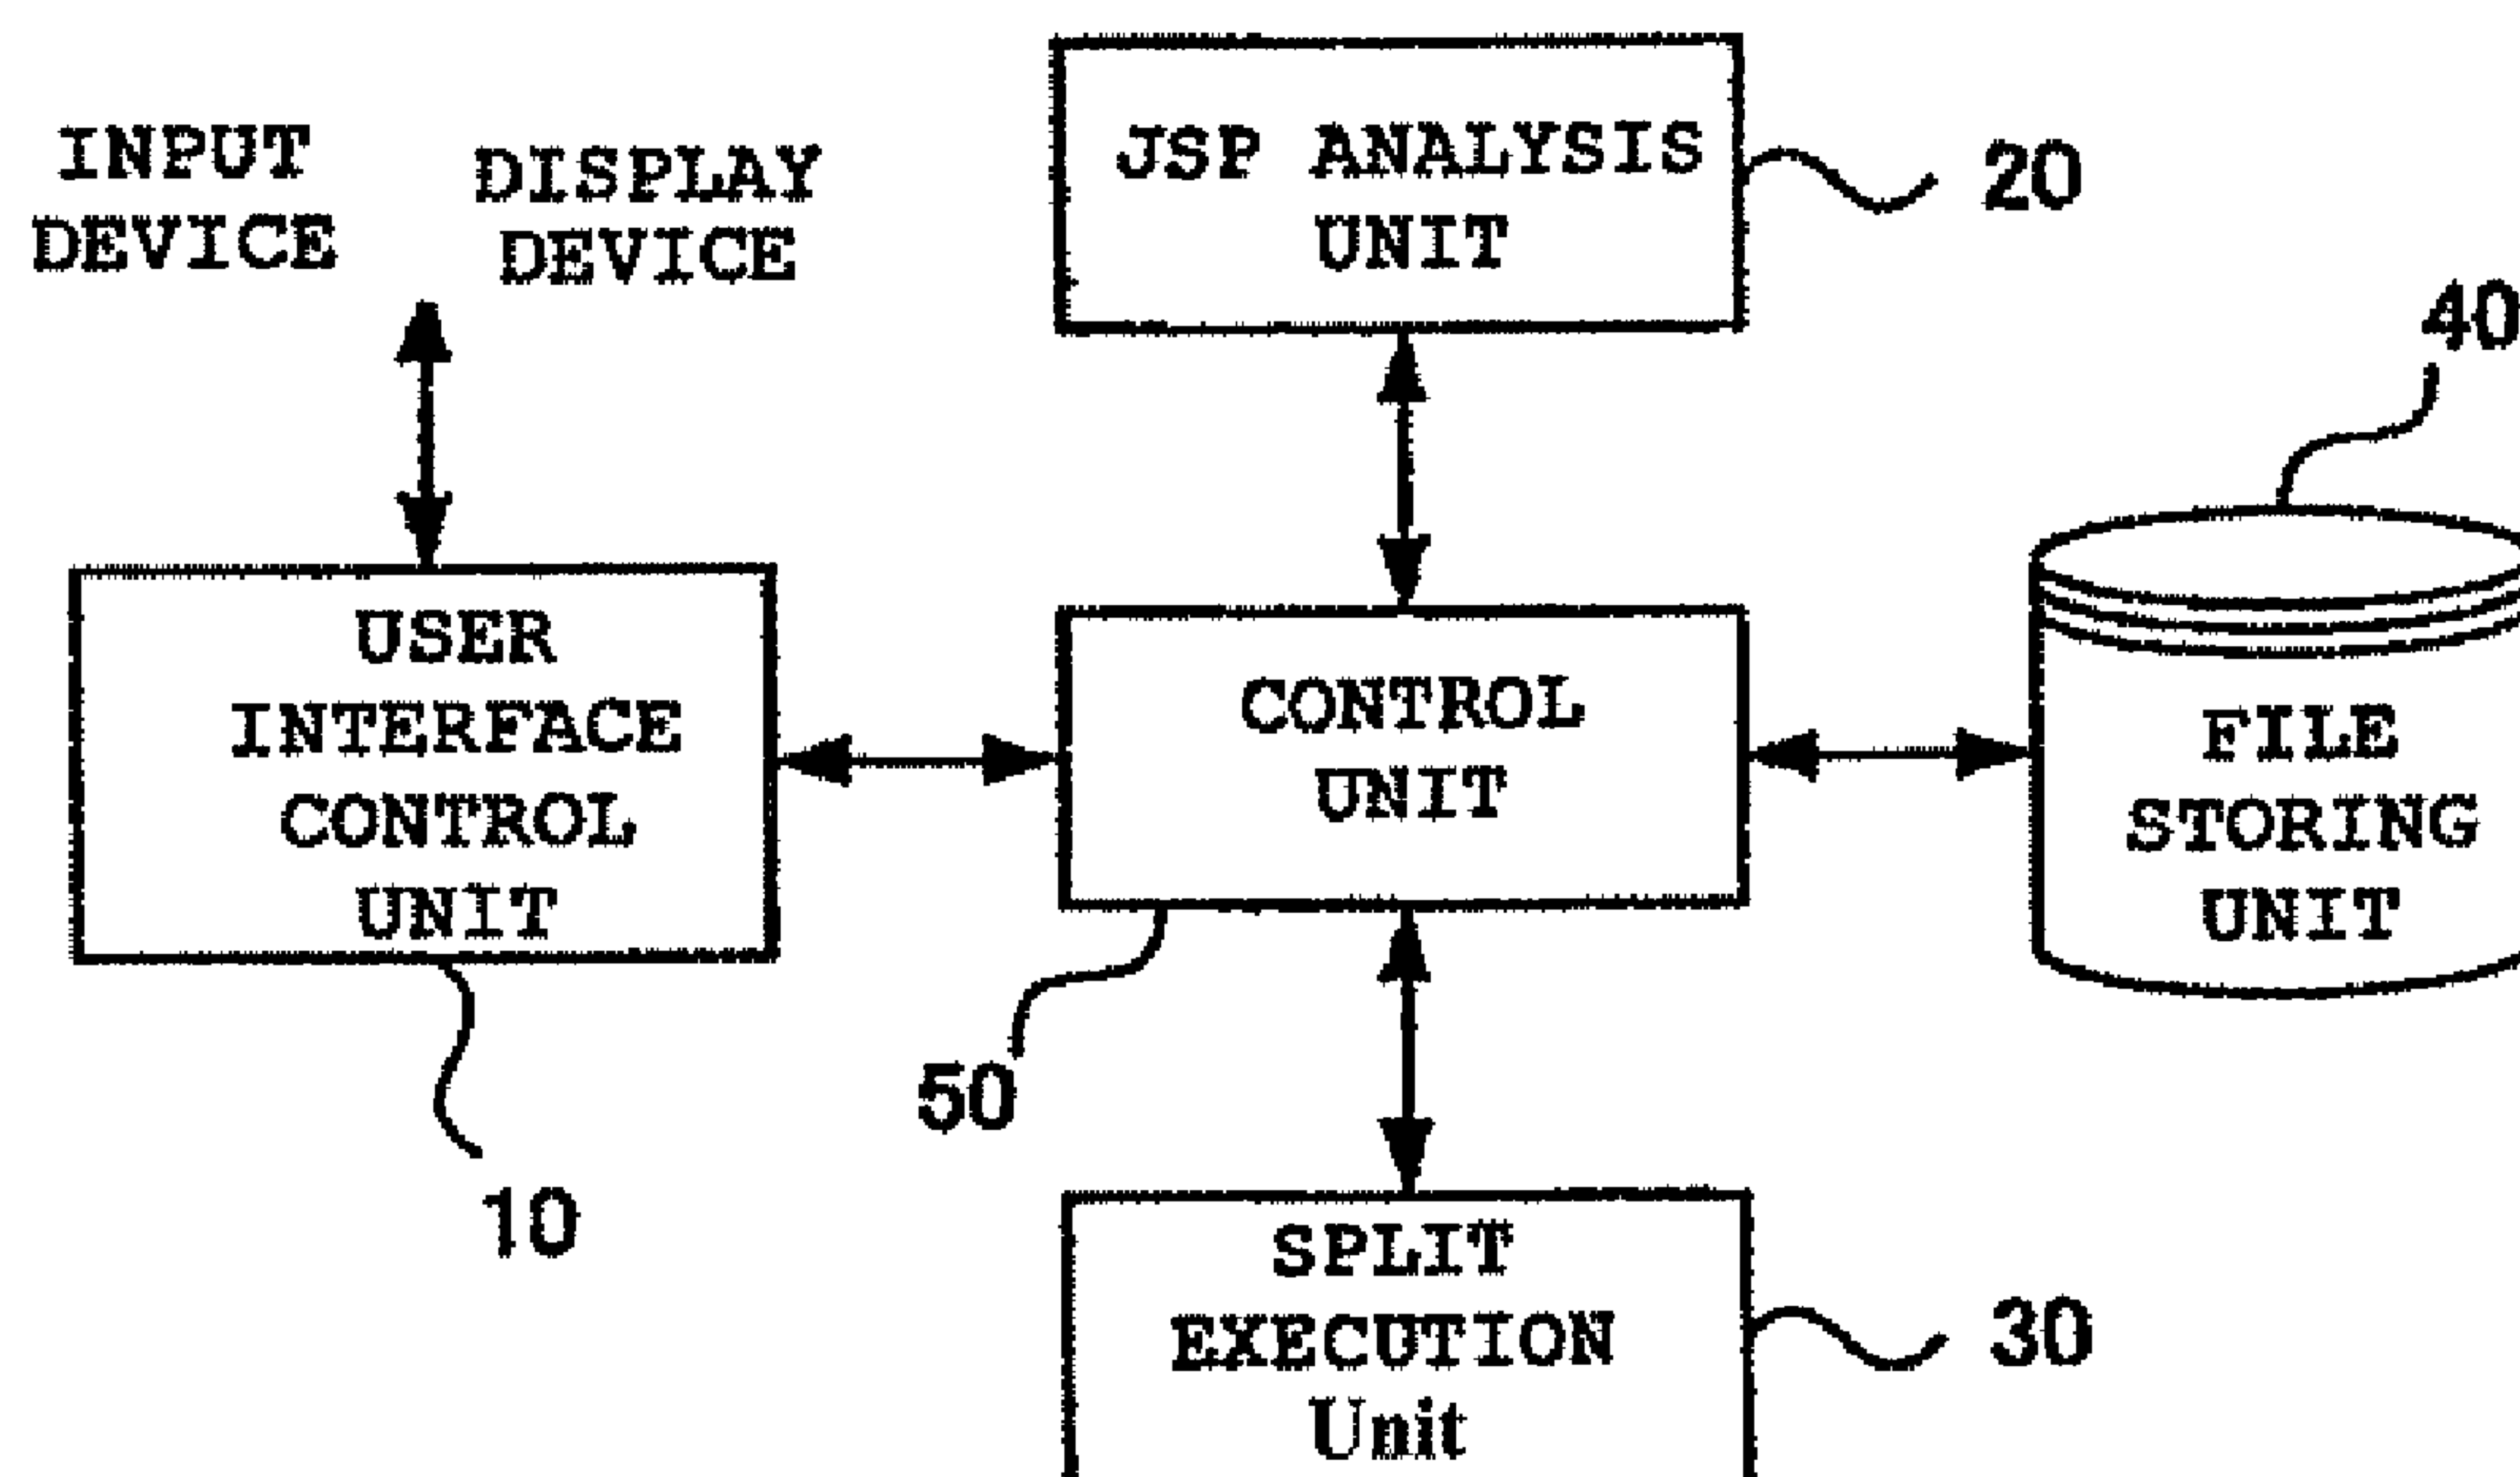 INPUT
DEVICE
DISPLAY
DEVICE
JSP ANALYSIS
UNIT
20
40
USER
INTERFACE
CONTROL
UNIT
CONTROL
UNIT
FILE
STORING
UNIT
50
10
SPLIT
EXECUTION
Unit
30